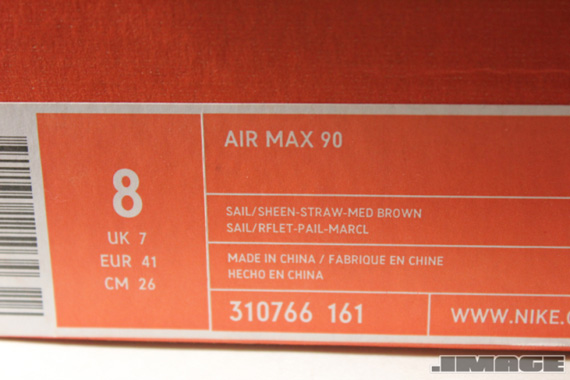 8
UK 7
EUR 41
CM 26
AIR MAX 90
SAIL/SHEEN-STRAW-MED BROWN
SAIL/RFLET-PAIL-MARCL
MADE IN CHINA / FABRIQUE EN CHINE
HECHO EN CHINA
310766 161
WWW.NIKE.
.IMAGE